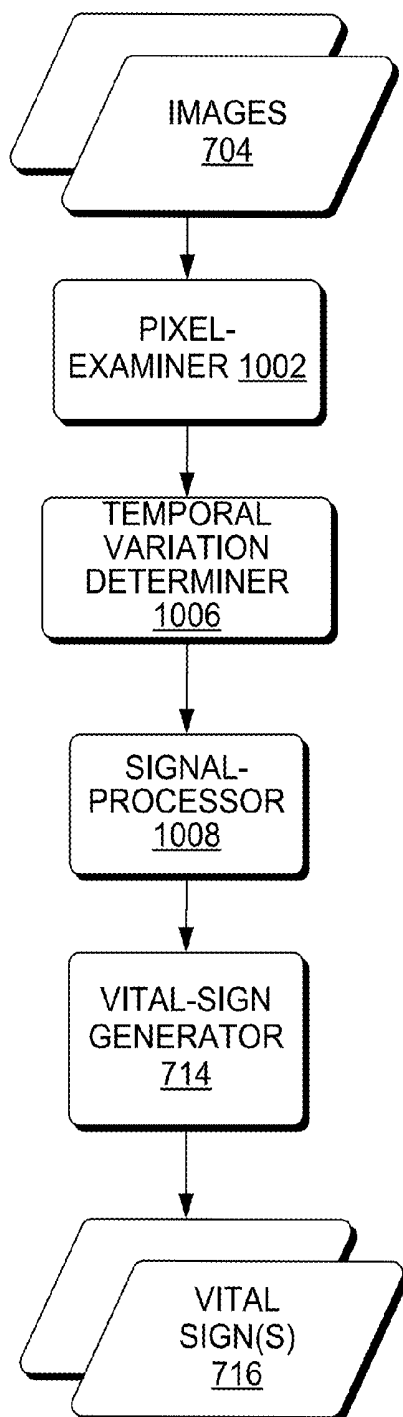 IMAGES
704
PIXEL-
EXAMINER 1002
TEMPORAL
VARIATION
DETERMINER
1006
SIGNAL-
PROCESSOR
1008
VITAL-SIGN
GENERATOR
714
VITAL
SIGN(S)
716